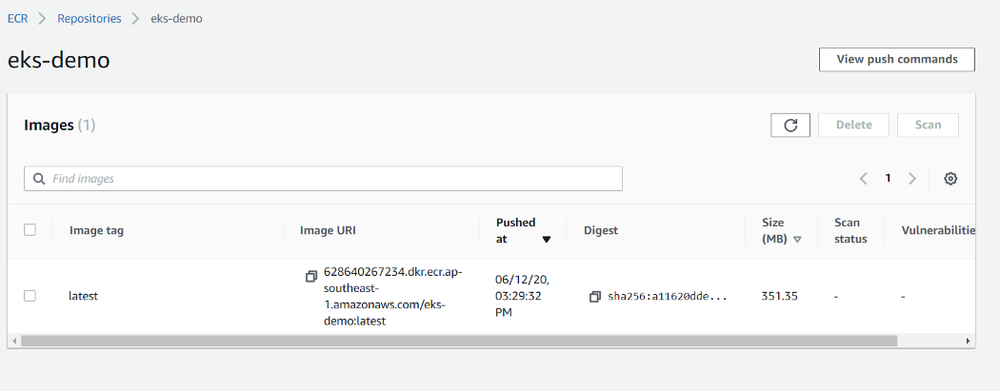 ECR > Repositories > eks-demo
eks-demo
View push commands
Images (1)
Delete
Scan
Find images
1
Image tag
Image URI
Pushed
at
Digest
Size
(MB)
Scan
status
Vulnerabilitie
latest
628640267234.dkr.ecr.ap-
southeast-
1.amazonaws.com/eks-
demo:latest
06/12/20,
03:29:32
PM
sha256:a11620dde...
351.35
-
-